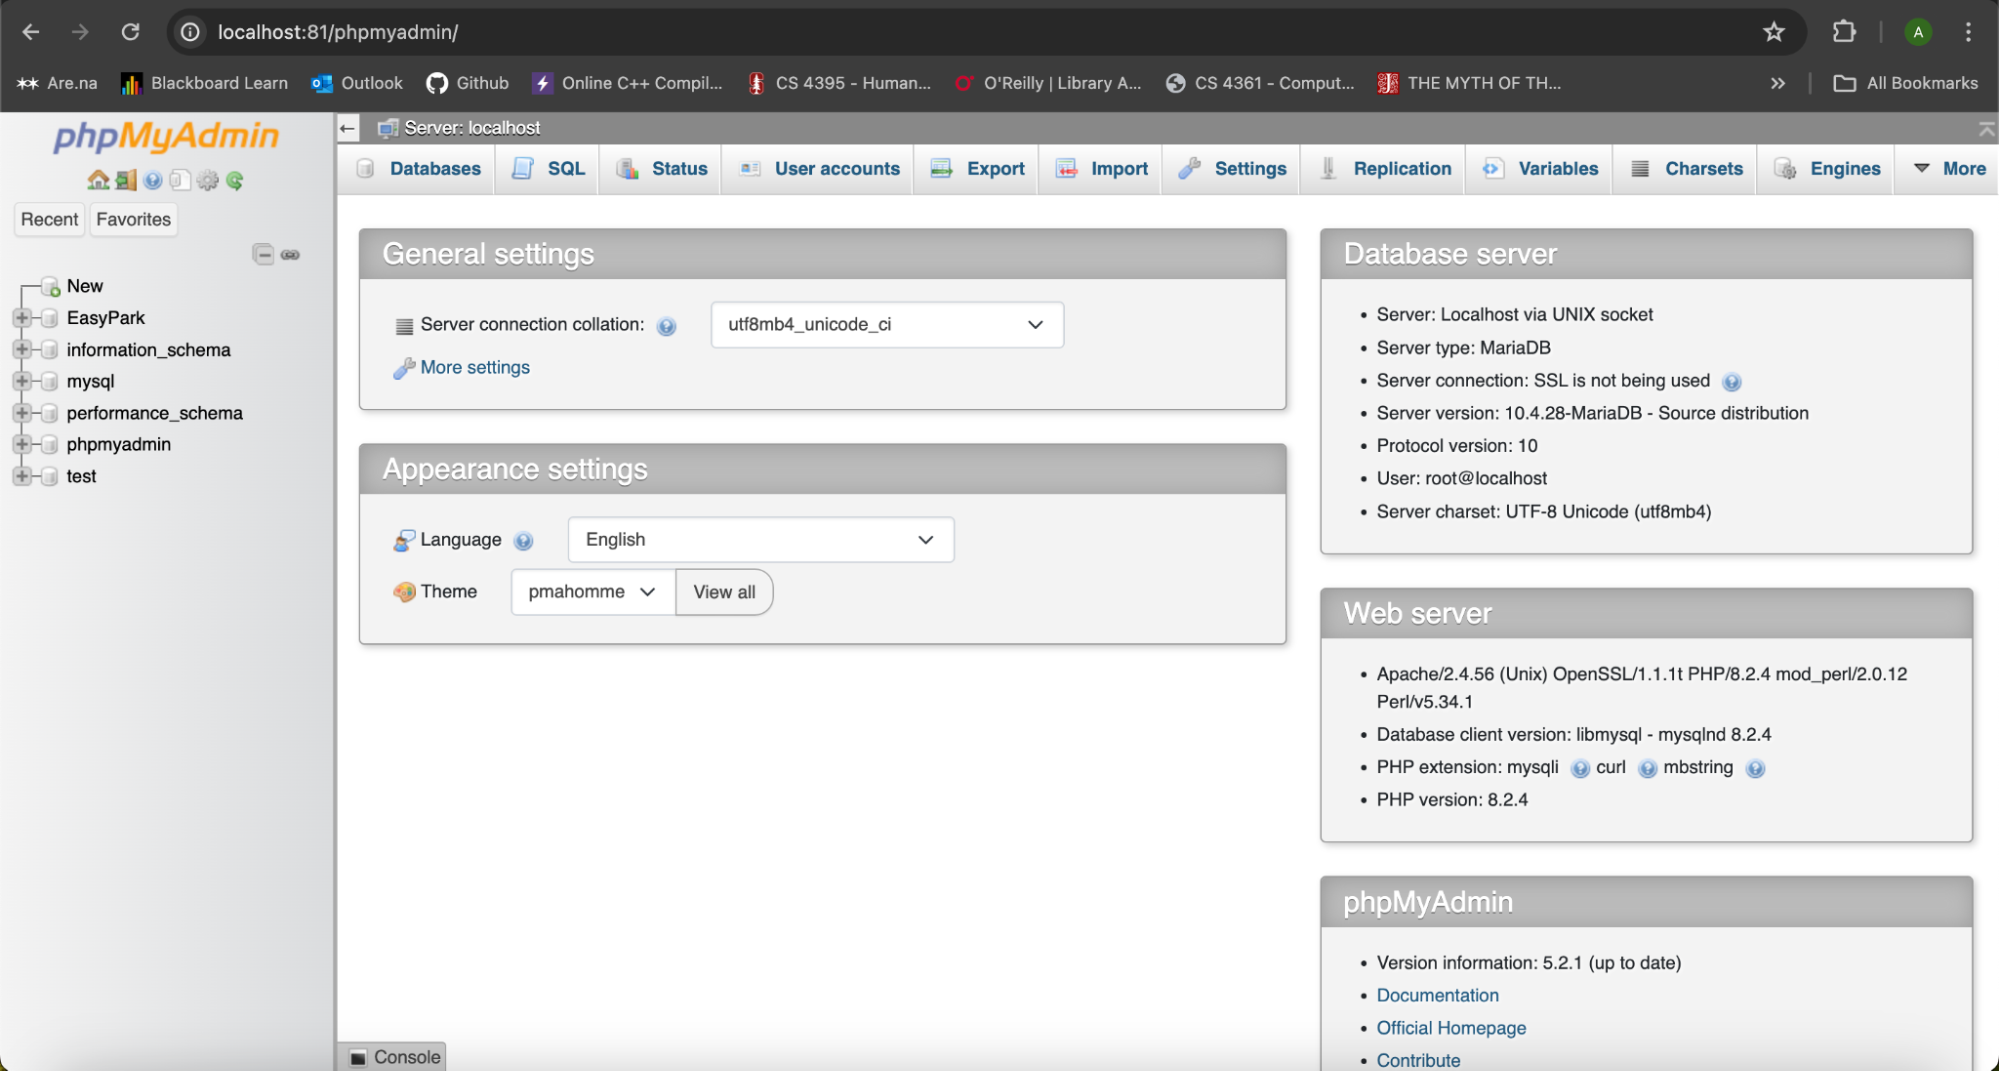 localhost:81/phpmyadmin/
A
Are.na
Blackboard Learn
Outlook
Github
Online C++ Compil...
CS 4395 - Human...
O'Reilly | Library A...
CS 4361 - Comput...
THE MYTH OF TH...
All Bookmarks
phpMyAdmin
Recent
Favorites
New
EasyPark
information_schema
mysql
performance_schema
phpmyadmin
test
Server: localhost
Databases
SQL
Status
User accounts
Export
Import
Settings
Replication
Variables
Charsets
Engines
More
General settings
Server connection collation:
utf8mb4_unicode_ci
More settings
Appearance settings
Language
English
Theme
pmahomme
View all
Database server
Server: Localhost via UNIX socket
Server type: MariaDB
Server connection: SSL is not being used
Server version: 10.4.28-MariaDB - Source distribution
Protocol version: 10
User: root@localhost
Server charset: UTF-8 Unicode (utf8mb4)
Web server
Apache/2.4.56 (Unix) OpenSSL/1.1.1t PHP/8.2.4 mod_perl/2.0.12
Perl/v5.34.1
Database client version: libmysql - mysqlnd 8.2.4
PHP extension: mysqli curl mbstring
PHP version: 8.2.4
phpMyAdmin
Version information: 5.2.1 (up to date)
Documentation
Official Homepage
Contribute
Console